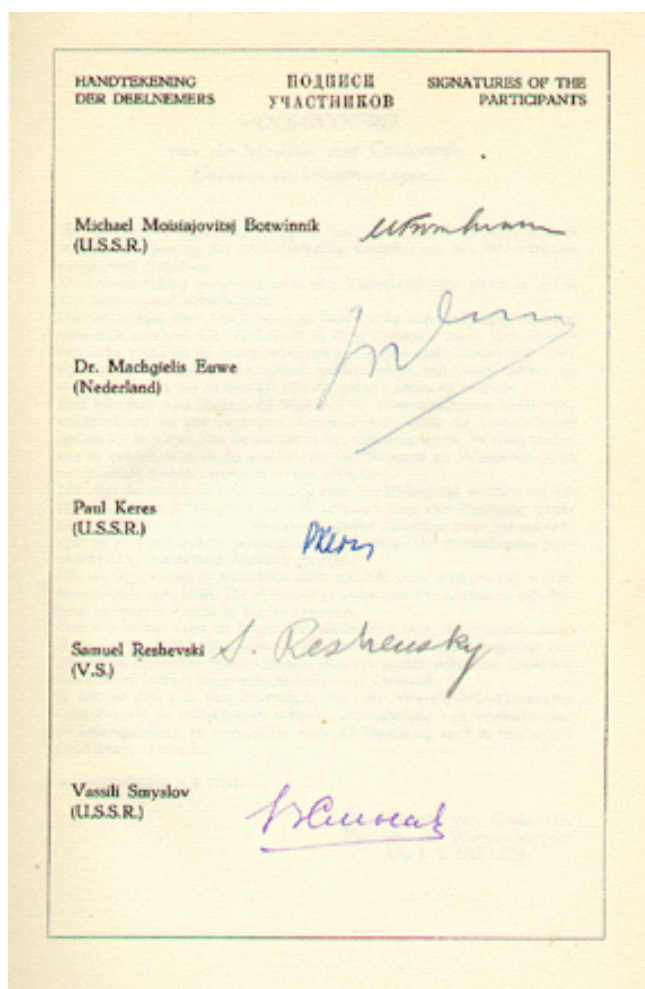 HANDTEKENING
DER DEELNEMERS
ПОДПИСИ
УЧАСТНИКОВ
SIGNATURES OF THE
PARTICIPANTS
Michael Moisiajovitsj Botwinnik
(U.S.S.R.)
Dr. Machgielis Euwe
(Nederland)
Paul Keres
(U.S.S.R.)
PKeres
Samuel Reshevski S. Reshevsky
(V.S.)
Vassili Smyslov
(U.S.S.R.)